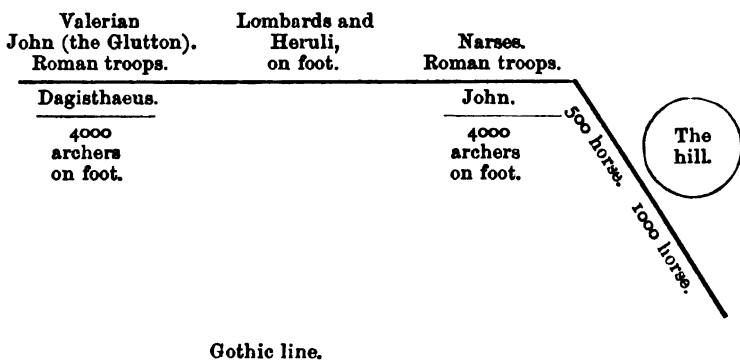 Valerian
John (the Glutton).
Roman troops.
Lombards and
Heruli,
on foot.
Narses.
Roman troops.
Dagisthaeus.
4000
archers
on foot.
John.
4000
archers
on foot.
500 horse.
1000 horse.
The
hill.
Gothic line.